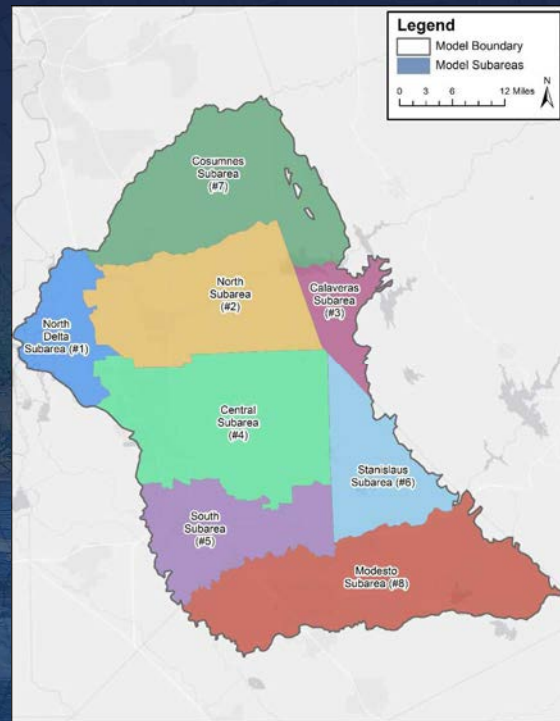 Legend
Model Boundary
Model Subareas
N
0 3 6 12 Miles
Cosumnes
Subarea
(#7)
North
Subarea
(#2)
Calaveras
Subarea
(#3)
North
Delta
Subarea (#1)
Central
Subarea
(#4)
Stanislaus
Subarea (#6)
South
Subarea
(#5)
Modesto
Subarea (#8)